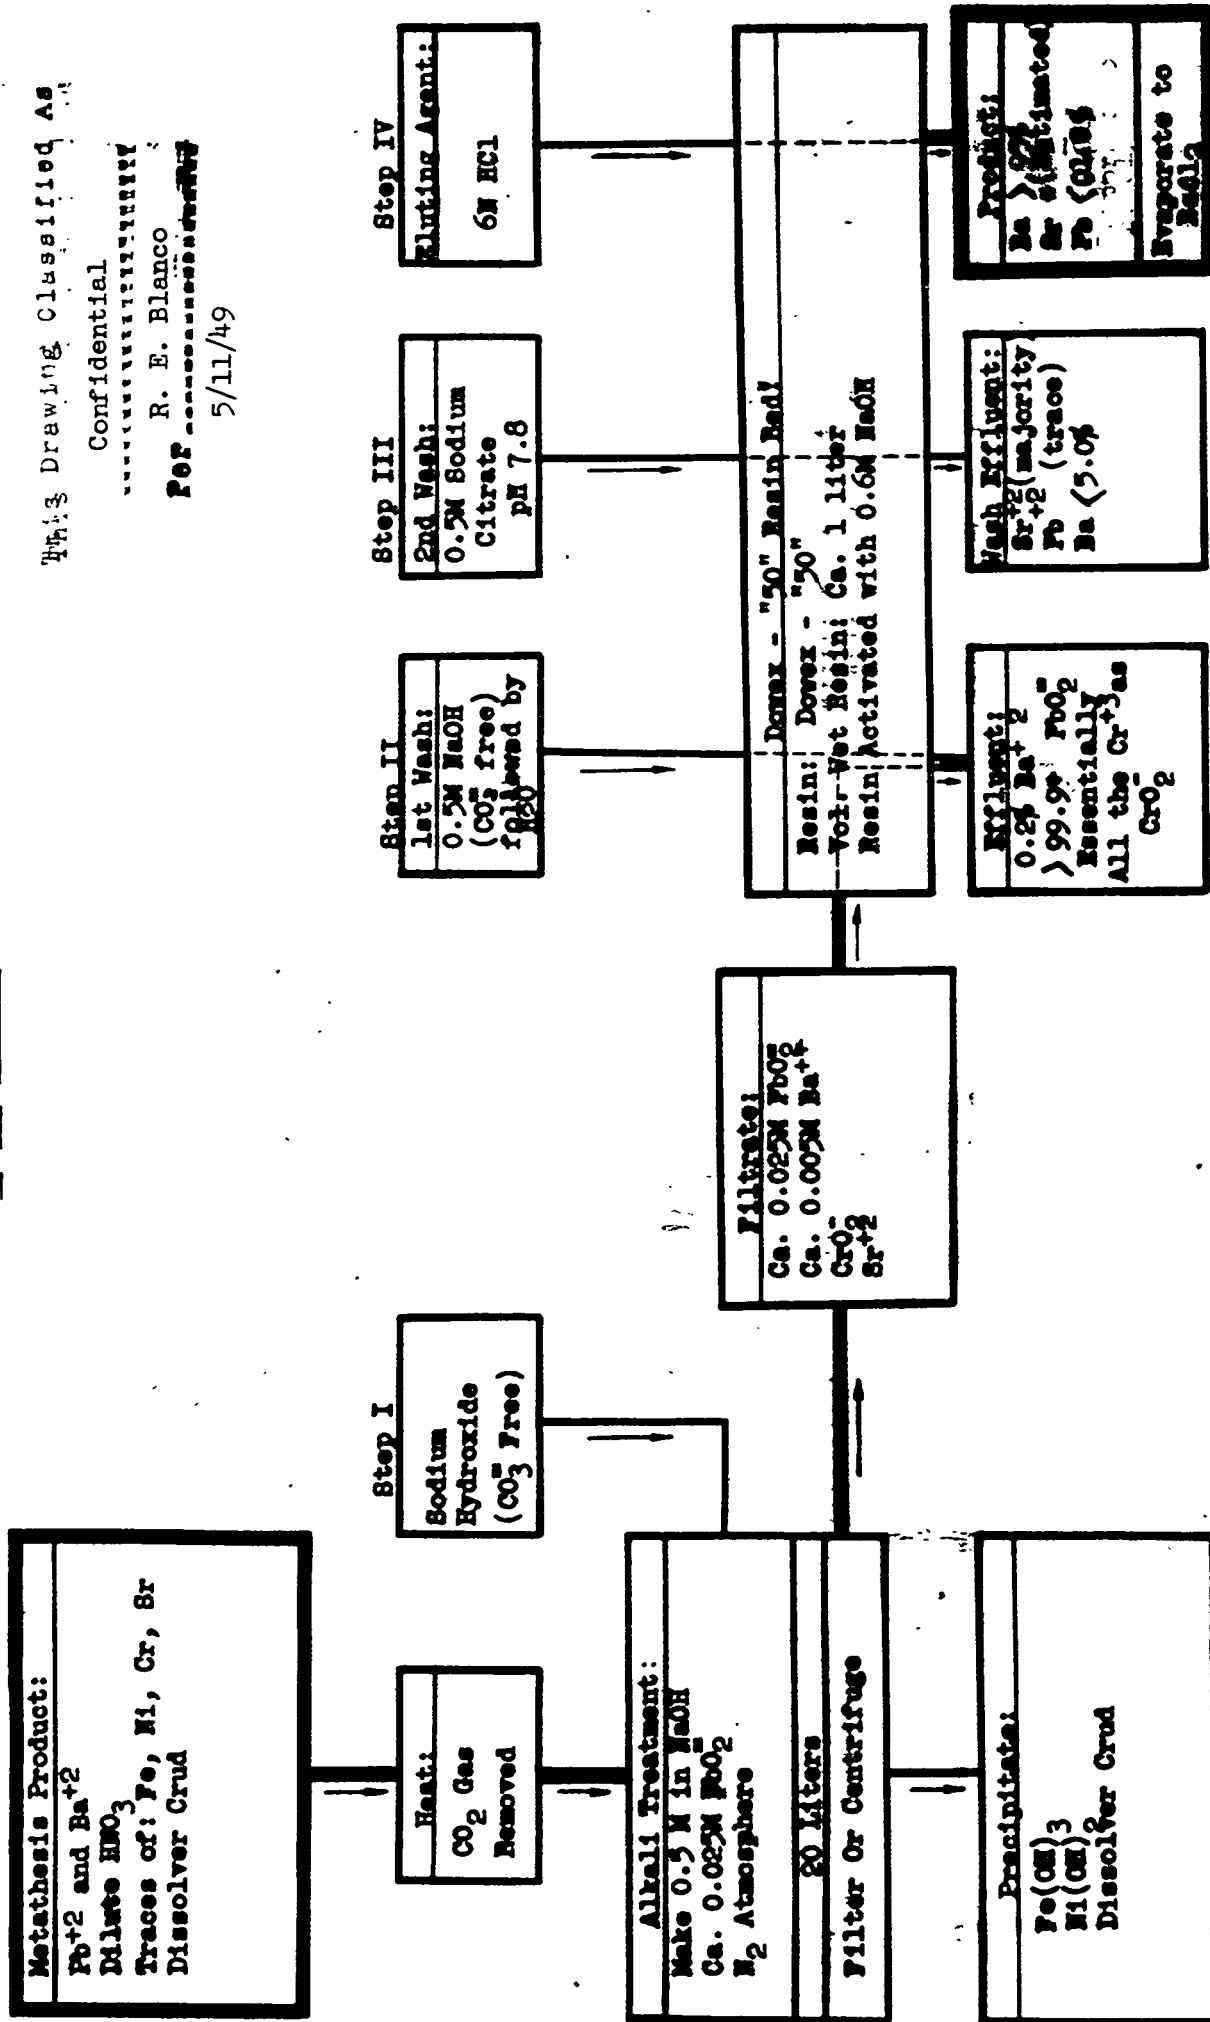 This Drawing Classified As
Confidential
R. E. Blanco
Per
5/11/49
Metathesis Product:
Pb+2 and Ba+2
Dilute HNO3
Traces of: Fe, Ni, Cr, Sr
Dissolver Crud
Heat:
CO2 Gas
Removed
Step I
Sodium
Hydroxide
(CO3= Free)
Alkali Treatment:
Make 0.5 M in NaOH
Ca. 0.025M PbO2=
N2 Atmosphere
20 Liters
Filter Or Centrifuge
Precipitate:
Fe(OH)3
Ni(OH)2
Dissolver Crud
Filtrate:
Ca. 0.025M PbO2=
Ca. 0.005M Ba++
CrO2-
Sr+2
Step II
1st Wash:
0.5M NaOH
(CO3= free)
followed by
H2O
Step III
2nd Wash:
0.5M Sodium
Citrate
pH 7.8
Step IV
Eluting Agent:
6N HCl
Dowex - "50" Resin Bed:
Resin: Dowex - "50"
Vol. Wet Resin: Ca. 1 liter
Resin Activated with 0.6M NaOH
Effluent:
0.2% Ba+2
>99.9+ PbO2=
Essentially
All the Cr+3 as
CrO2-
Wash Effluent:
Sr+2 (majority)
Pb+2 (trace)
Ba <5.0%
Product:
Ba
Sr
Pb
Evaporate to
BaCl2